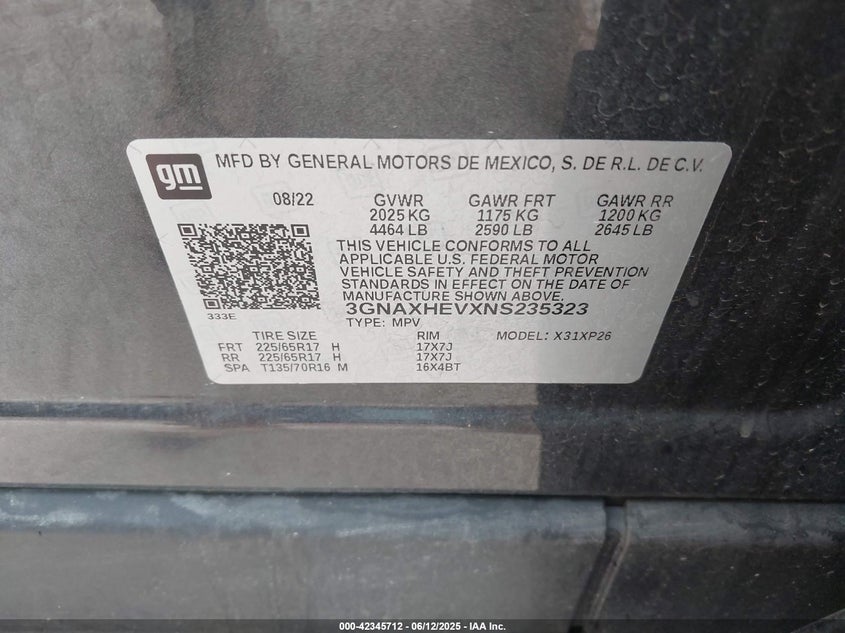 gm
MFD BY GENERAL MOTORS DE MEXICO, S. DE R.L. DE C.V.
08/22 GVWR GAWR FRT GAWR RR
2025 KG 1175 KG 1200 KG
4464 LB 2590 LB 2645 LB
THIS VEHICLE CONFORMS TO ALL
APPLICABLE U.S. FEDERAL MOTOR
VEHICLE SAFETY AND THEFT PREVENTION
STANDARDS IN EFFECT ON THE DATE OF
MANUFACTURE SHOWN ABOVE.
3GNAXHEVXNS235323
333E TYPE: MPV
TIRE SIZE RIM MODEL: X31XP26
FRT 225/65R17 H 17X7J
RR 225/65R17 H 17X7J
SPA T135/70R16 M 16X4BT
000-42345712 - 06/12/2025 - IAA Inc.